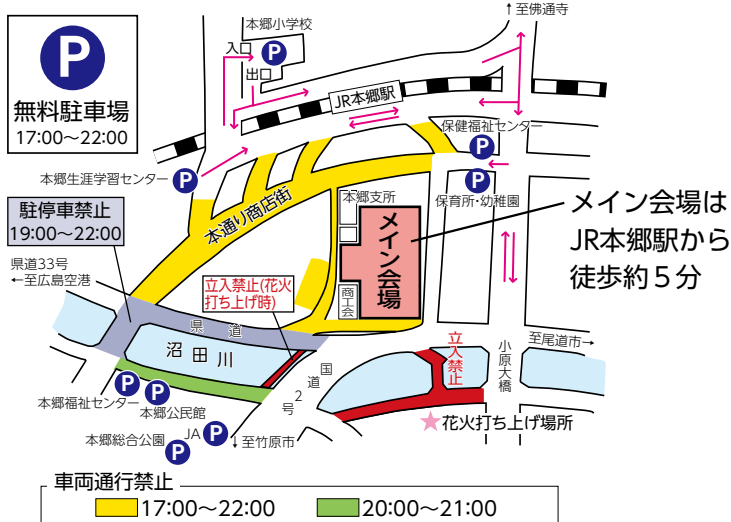 ↑至佛通寺
本郷小学校
P
入口
出口
P
無料駐車場
17:00〜22:00
JR本郷駅
保健福祉センター
P
本郷生涯学習センター P
P
保育所・幼稚園
本通り商店街
本郷支所
メイン会場
商工会
メイン会場は
JR本郷駅から
徒歩約5分
駐停車禁止
19:00〜22:00
県道33号
←至広島空港
立入禁止(花火
打ち上げ時)
県道
沼田川
国道2号
立入禁止
小原大橋
至尾道市→
P
本郷福祉センター
P
本郷公民館
★花火打ち上げ場所
JA P
↓至竹原市
本郷総合公園 P
車両通行禁止
17:00〜22:00
20:00〜21:00